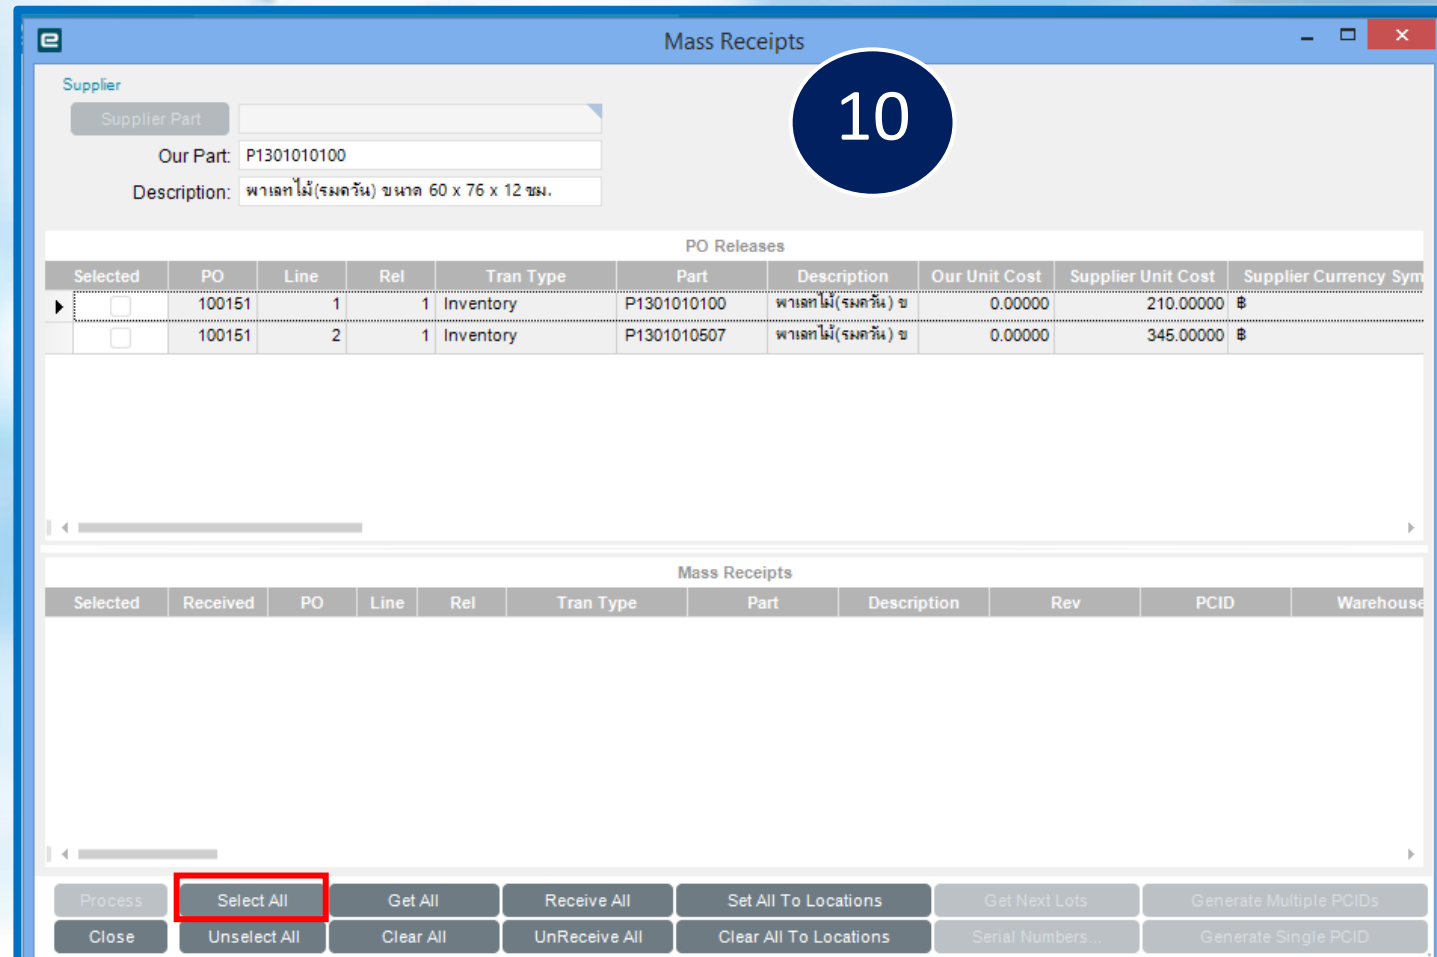 Mass Receipts
10
Supplier
Supplier Part
Our Part: P1301010100
Description: พาเลทไม้(รมควัน) ขนาด 60 x 76 x 12 ซม.
PO Releases
Selected PO Line Rel Tran Type Part Description Our Unit Cost Supplier Unit Cost Supplier Currency Sym
100151 1 1 Inventory P1301010100 พาเลทไม้(รมควัน) ข 0.00000 210.00000 ฿
100151 2 1 Inventory P1301010507 พาเลทไม้(รมควัน) ข 0.00000 345.00000 ฿
Mass Receipts
Selected Received PO Line Rel Tran Type Part Description Rev PCID Warehouse
Process Select All Get All Receive All Set All To Locations Get Next Lots Generate Multiple PCIDs
Close Unselect All Clear All UnReceive All Clear All To Locations Serial Numbers... Generate Single PCID